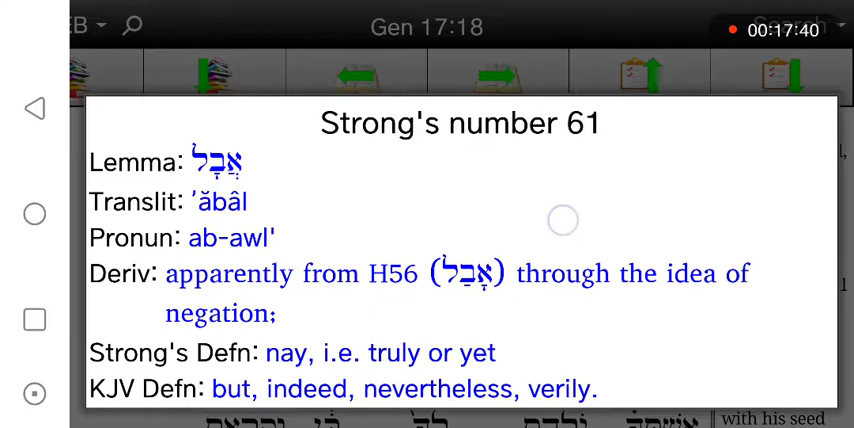 EB
Gen 17:18
00:17:40
Strong's number 61
Lemma: אֲבָל
Translit: ʼăbâl
Pronun: ab-awl'
Deriv: apparently from H56 (אָבַל) through the idea of
negation;
Strong's Defn: nay, i.e. truly or yet
KJV Defn: but, indeed, nevertheless, verily.
with his seed